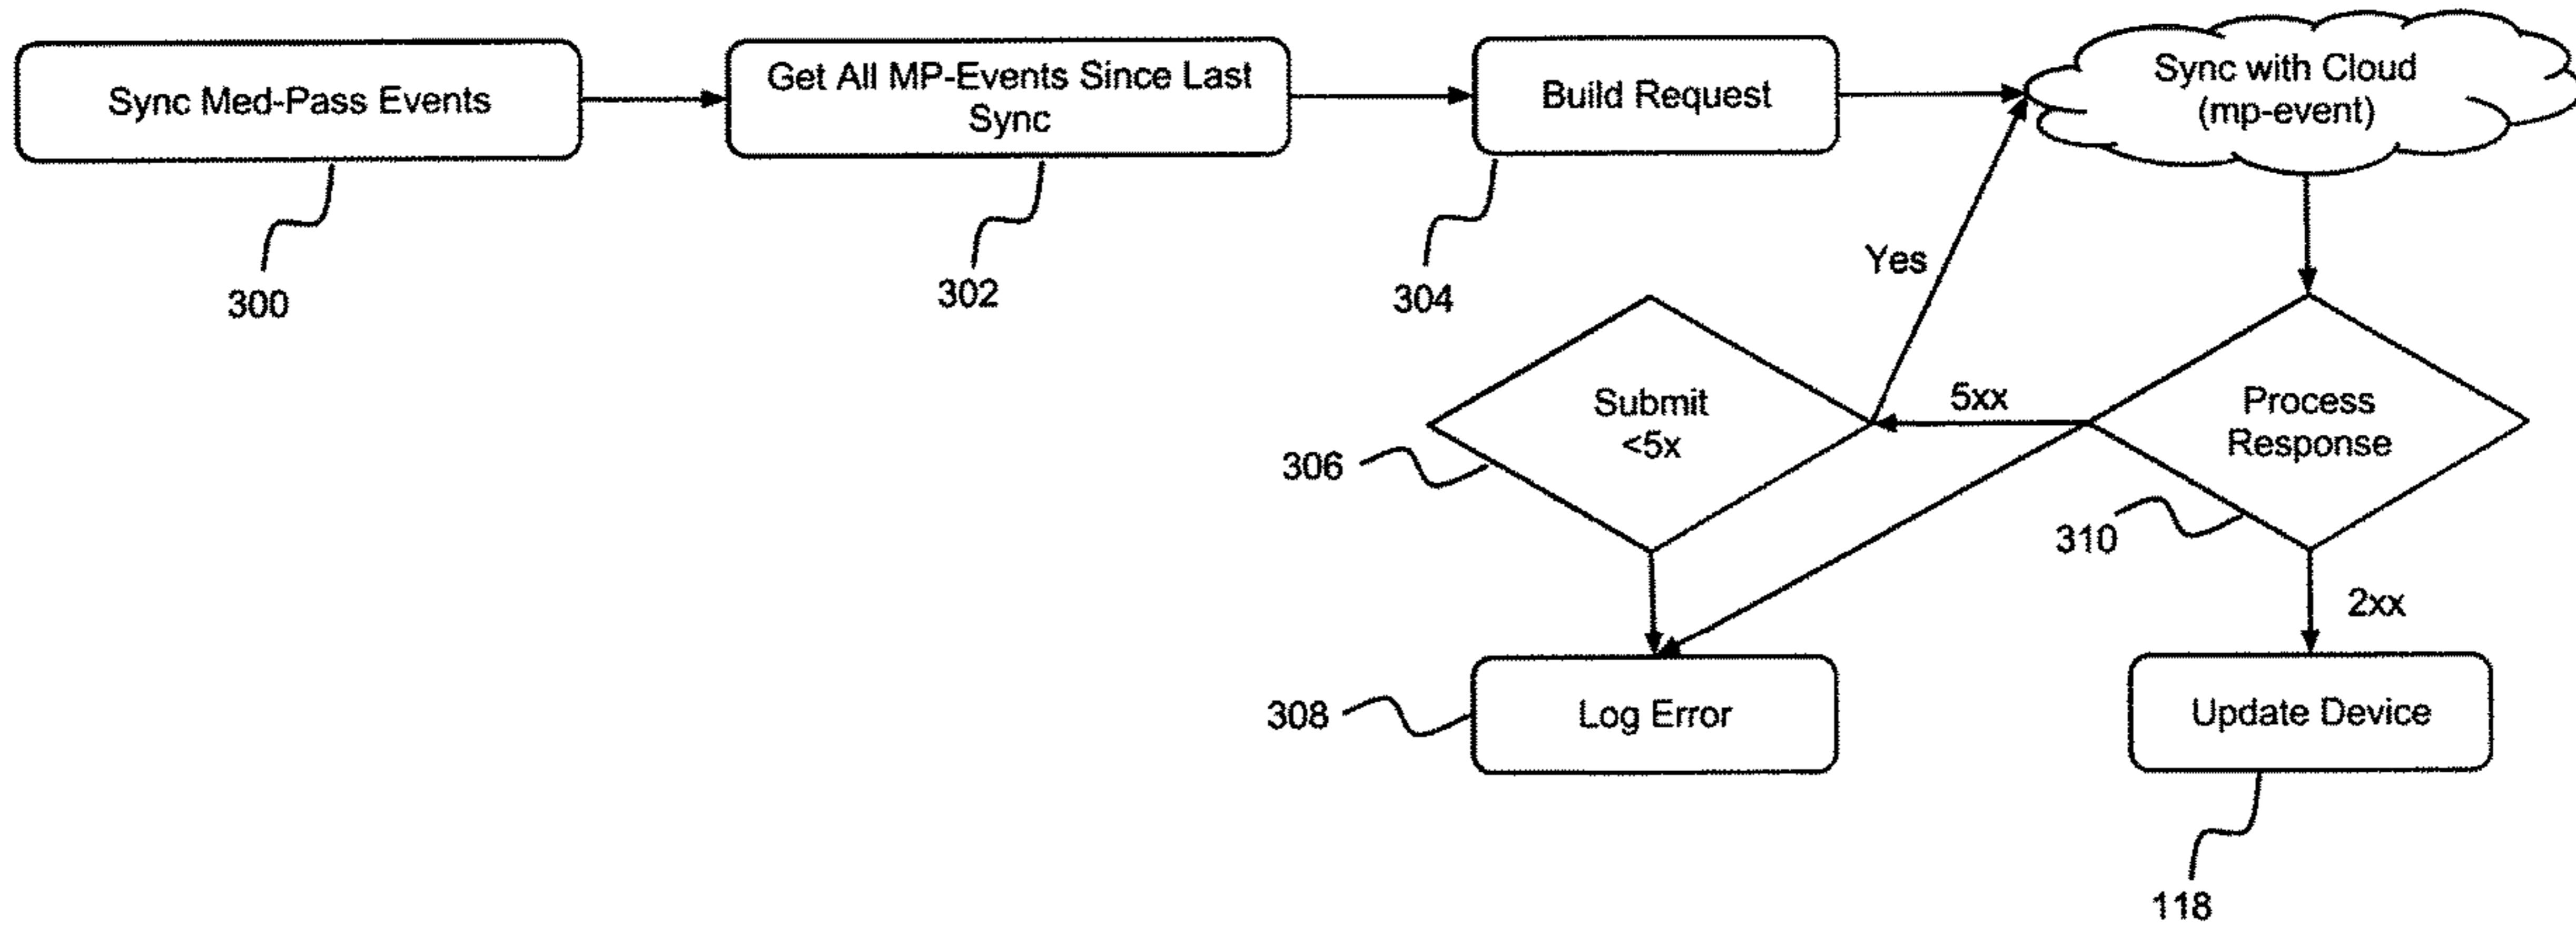 Sync Med-Pass Events
Get All MP-Events Since Last
Sync
Build Request
Sync with Cloud
(mp-event)
300
302
304
Yes
Submit
<5x
5xx
Process
Response
306
310
2xx
308
Log Error
Update Device
118